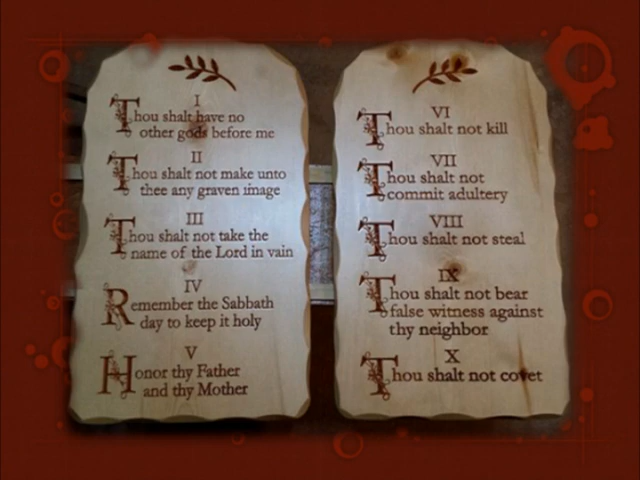 I
Thou shalt have no
other gods before me
II
Thou shalt not make unto
thee any graven image
III
Thou shalt not take the
name of the Lord in vain
IV
Remember the Sabbath
day to keep it holy
V
Honor thy Father
and thy Mother
VI
Thou shalt not kill
VII
Thou shalt not
commit adultery
VIII
Thou shalt not steal
IX
Thou shalt not bear
false witness against
thy neighbor
X
Thou shalt not covet